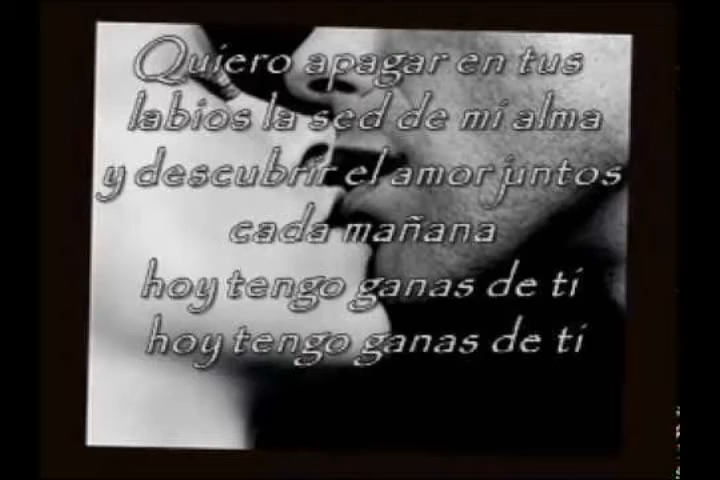 Quiero apagar en tus
labios la sed de mi alma
y descubrir el amor juntos
cada mañana
hoy tengo ganas de ti
hoy tengo ganas de ti